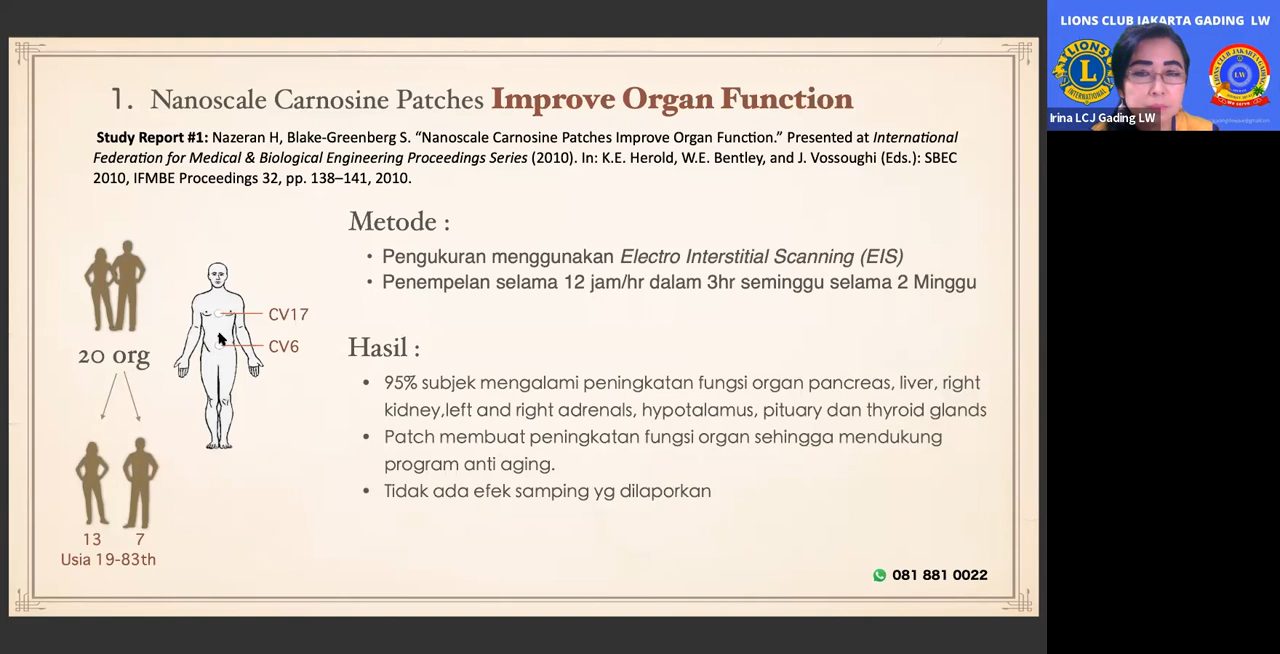 1. Nanoscale Carnosine Patches Improve Organ Function
Study Report #1: Nazeran H, Blake-Greenberg S. “Nanoscale Carnosine Patches Improve Organ Function.” Presented at International
Federation for Medical & Biological Engineering Proceedings Series (2010). In: K.E. Herold, W.E. Bentley, and J. Vossoughi (Eds.): SBEC
2010, IFMBE Proceedings 32, pp. 138–141, 2010.
20 org
13 7
Usia 19-83th
CV17
CV6
Metode :
• Pengukuran menggunakan Electro Interstitial Scanning (EIS)
• Penempelan selama 12 jam/hr dalam 3hr seminggu selama 2 Minggu
Hasil :
• 95% subjek mengalami peningkatan fungsi organ pancreas, liver, right
kidney,left and right adrenals, hypotalamus, pituary dan thyroid glands
• Patch membuat peningkatan fungsi organ sehingga mendukung
program anti aging.
• Tidak ada efek samping yg dilaporkan
081 881 0022
LIONS CLUB JAKARTA GADING LW
LIONS
L
INTERNATIONAL
LW
Irina LCJ Gading LW